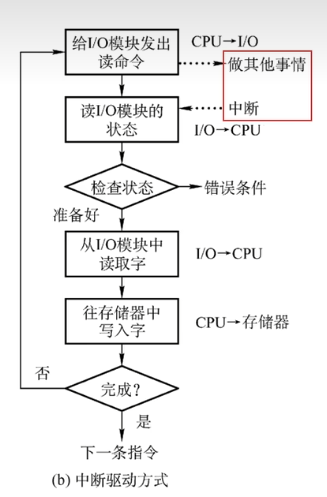 给I/O模块发出
读命令
CPU→I/O
做其他事情
读I/O模块的
状态
中断
I/O→CPU
检查状态
错误条件
准备好
从I/O模块中
读取字
I/O→CPU
往存储器中
写入字
CPU→存储器
否
完成?
是
下一条指令
(b) 中断驱动方式